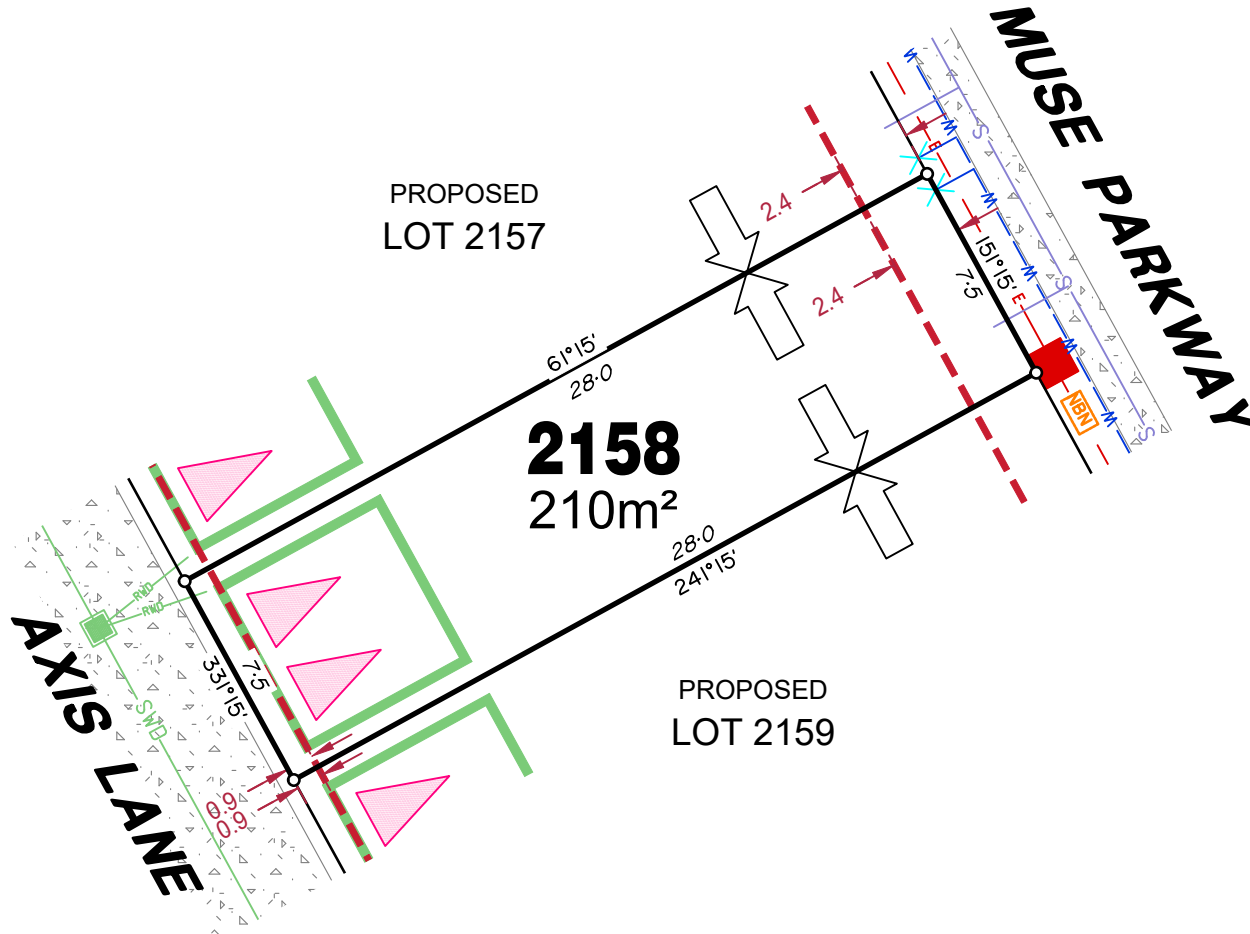 MUSE PARKWAY
PROPOSED
LOT 2157
2.4
2.4
W
W
W
W
W
W
S
S
S
E
E
151°15'
7·5
NBN
61°15'
28·0
2158
210m²
28·0
241°15'
PROPOSED
LOT 2159
RWD
RWD
SWD
331°15'
7·5
0.9
0.9
AXIS LANE